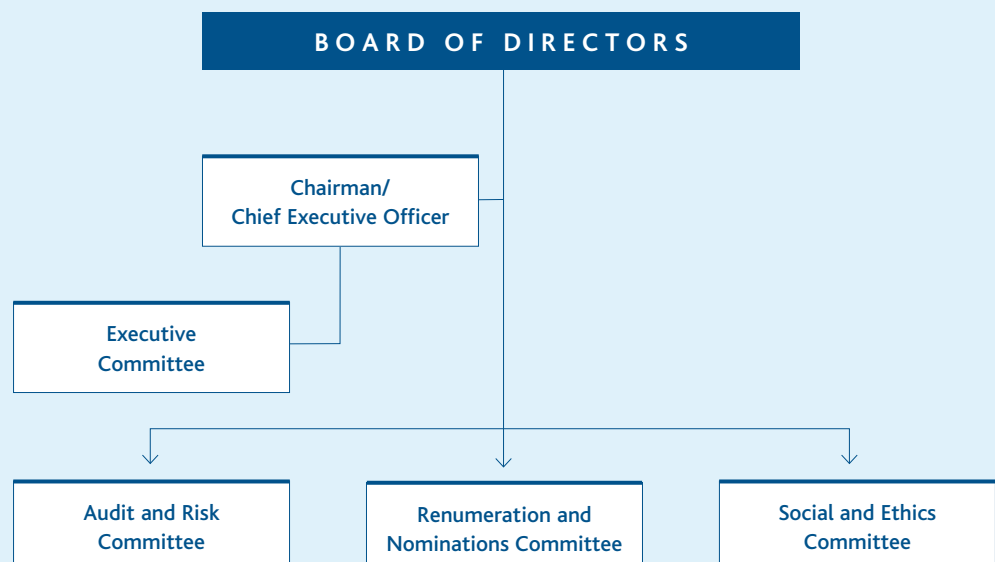 BOARD OF DIRECTORS
Chairman/
Chief Executive Officer
Executive
Committee
Audit and Risk
Committee
Renumeration and
Nominations Committee
Social and Ethics
Committee